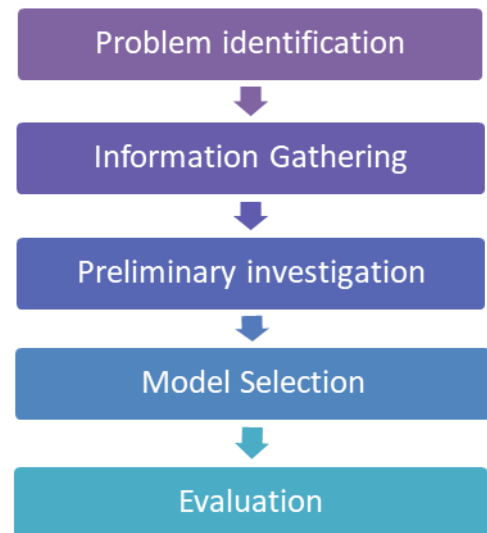 Problem identification
Information Gathering
Preliminary investigation
Model Selection
Evaluation